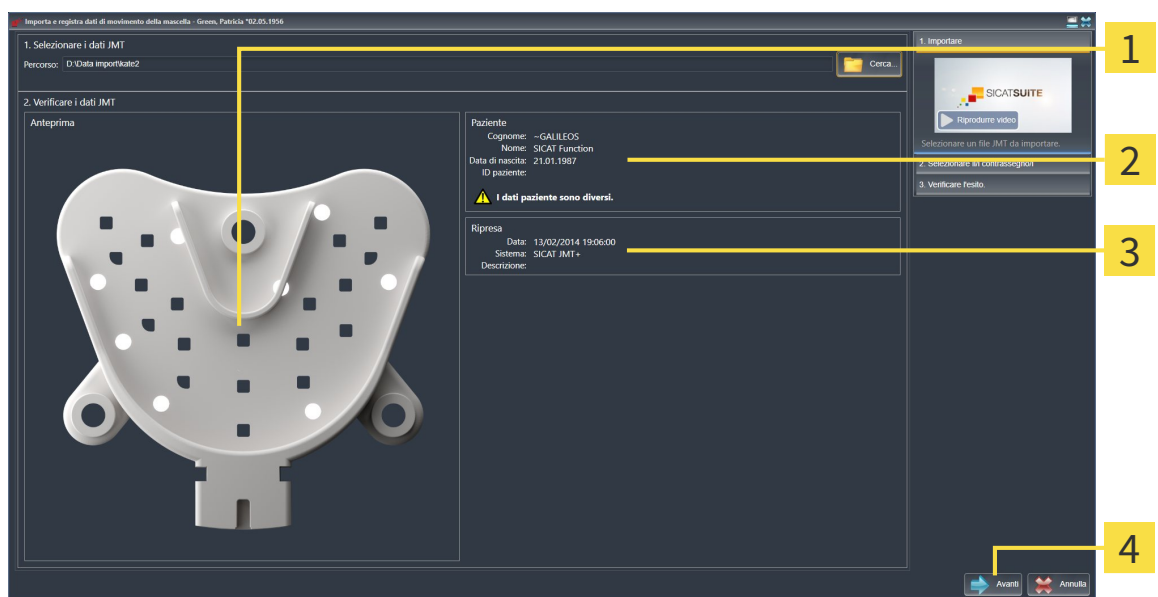 Importa e registra dati di movimento della mascella - Green, Patricia *02.05.1956
1. Selezionare i dati JMT
Percorso: D:\Data import\kate2
Cerca...
2. Verificare i dati JMT
Anteprima
Paziente
Cognome: ~GALILEOS
Nome: SICAT Function
Data di nascita: 21.01.1987
ID paziente:
I dati paziente sono diversi.
Ripresa
Data: 13/02/2014 19:06:00
Sistema: SICAT JMT+
Descrizione:
1. Importare
SICATSUITE
Riprodurre video
Selezionare un file JMT da importare.
2. Selezionare il/i contrassegno/i
3. Verificare l'esito.
Avanti
Annulla
1
2
3
4